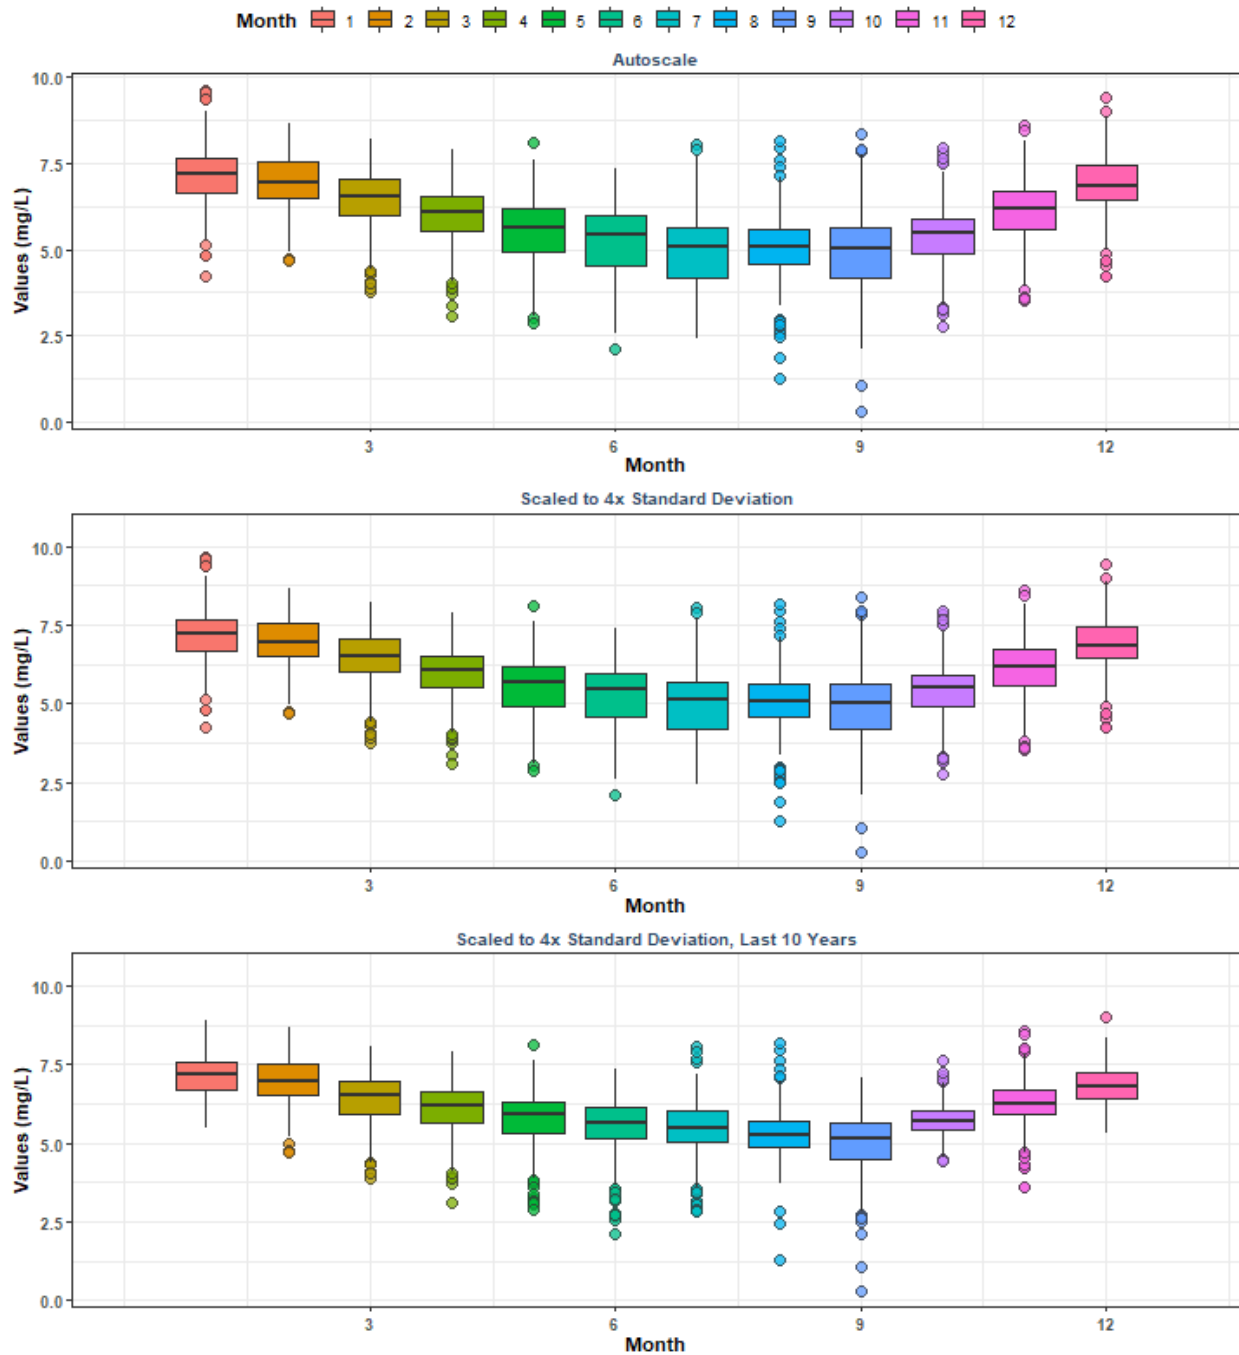 Month 1 2 3 4 5 6 7 8 9 10 11 12
Autoscale
Values (mg/L)
10.0
7.5
5.0
2.5
0.0
3 6 9 12
Month
Scaled to 4x Standard Deviation
Values (mg/L)
10.0
7.5
5.0
2.5
0.0
3 6 9 12
Month
Scaled to 4x Standard Deviation, Last 10 Years
Values (mg/L)
10.0
7.5
5.0
2.5
0.0
3 6 9 12
Month